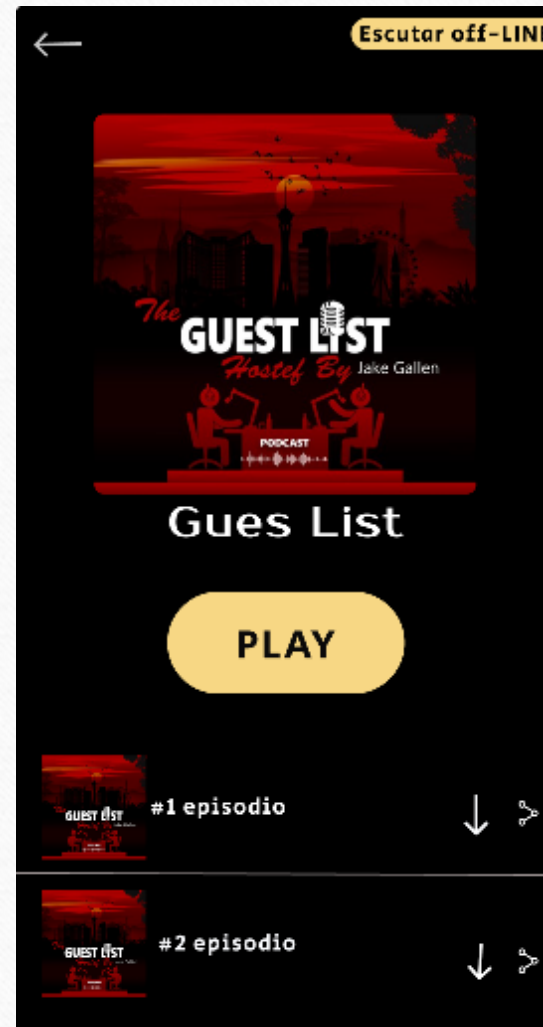 Escutar off-LIN
The
GUEST LIST
Hostef By Jake Gallen
PODCAST
Gues List
PLAY
#1 episodio
GUEST LIST
#2 episodio
GUEST LIST